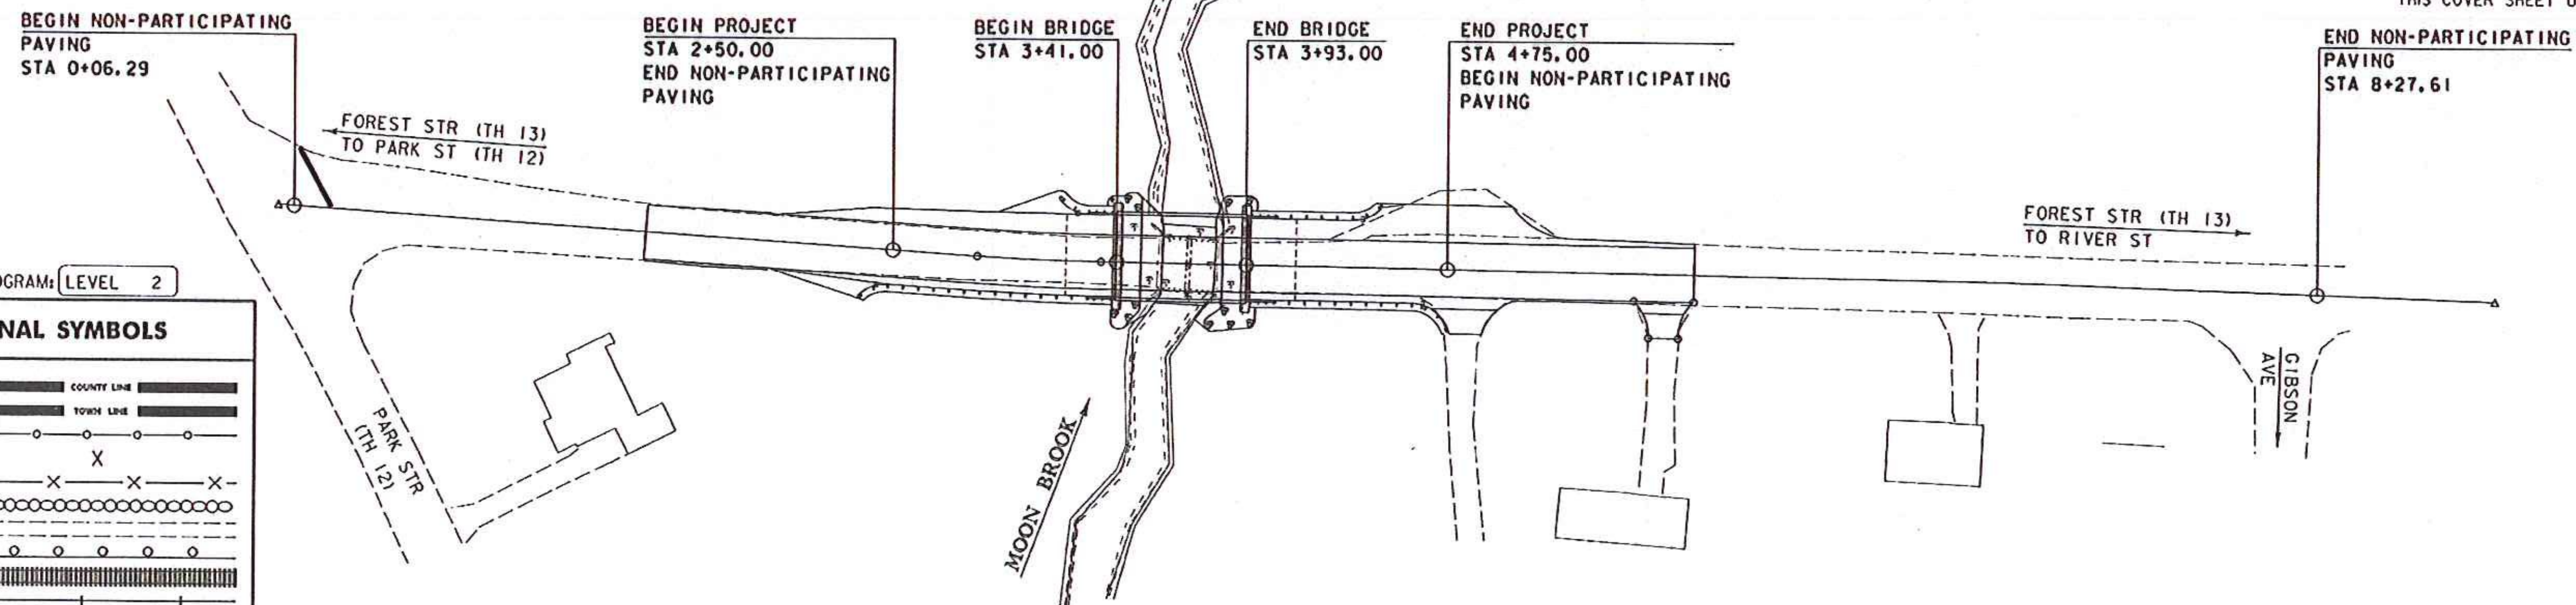 THIS COVER SHEET
BEGIN NON-PARTICIPATING
PAVING
STA 0+06.29
BEGIN PROJECT
STA 2+50.00
END NON-PARTICIPATING
PAVING
BEGIN BRIDGE
STA 3+41.00
END BRIDGE
STA 3+93.00
END PROJECT
STA 4+75.00
BEGIN NON-PARTICIPATING
PAVING
END NON-PARTICIPATING
PAVING
STA 8+27.61
FOREST STR (TH 13)
TO PARK ST (TH 12)
FOREST STR (TH 13)
TO RIVER ST
OGRAM: LEVEL 2
NAL SYMBOLS
COUNTY LINE
TOWN LINE
PARK STR
(TH 12)
MOON BROOK
GIBSON
AVE